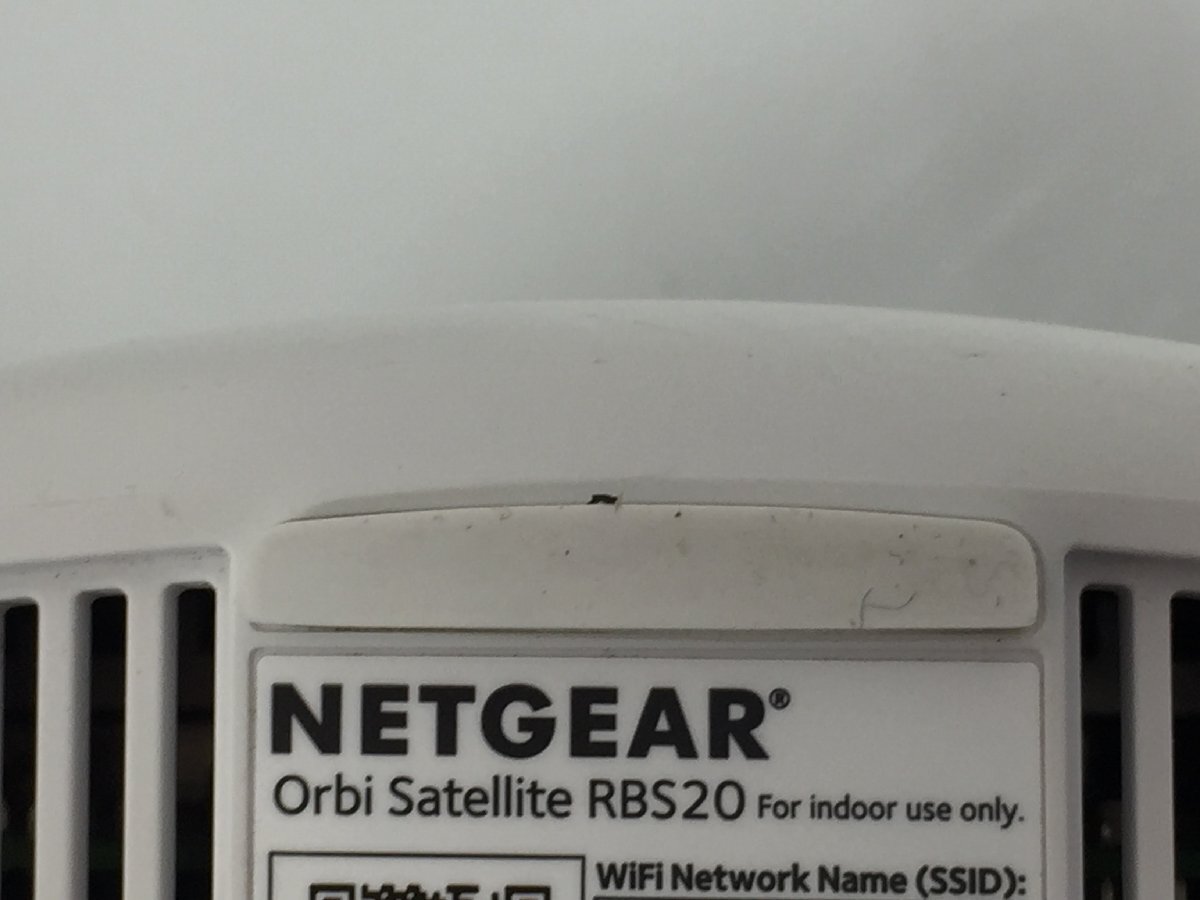 NETGEAR®
Orbi Satellite RBS20 For indoor use only.
WiFi Network Name (SSID):